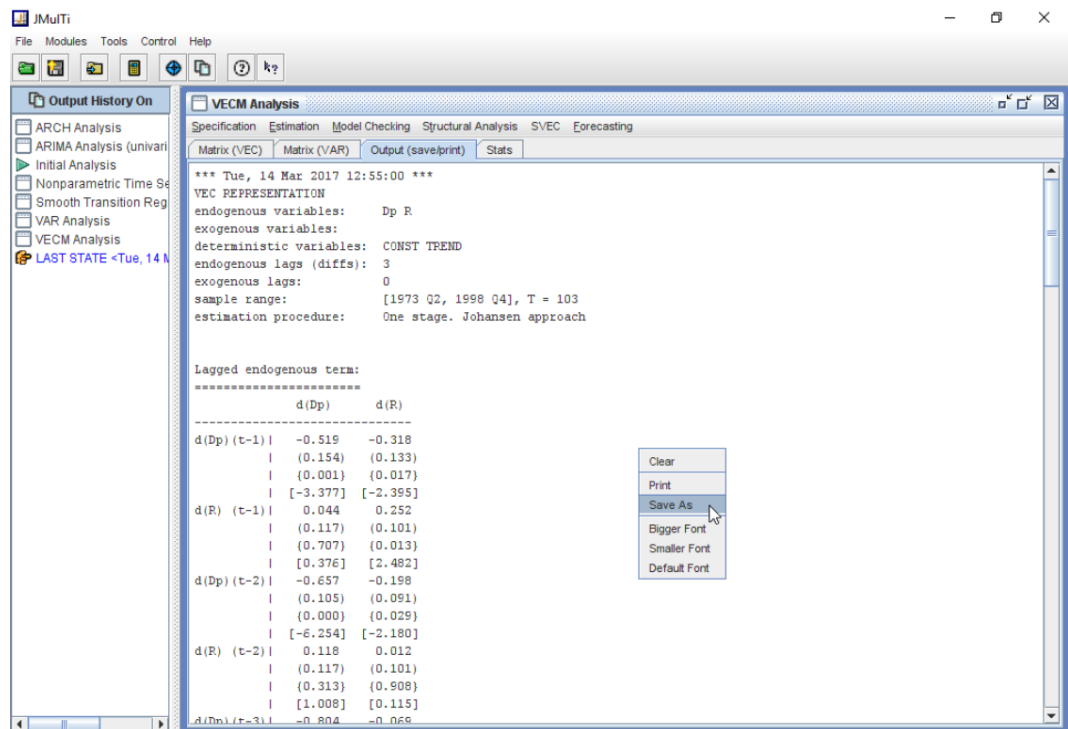 JMulTi
File Modules Tools Control Help
Output History On
ARCH Analysis
ARIMA Analysis (univari
Initial Analysis
Nonparametric Time Se
Smooth Transition Reg
VAR Analysis
VECM Analysis
LAST STATE <Tue, 14 M
VECM Analysis
Specification Estimation Model Checking Structural Analysis SVEC Forecasting
Matrix (VEC) Matrix (VAR) Output (save/print) Stats
*** Tue, 14 Mar 2017 12:55:00 ***
VEC REPRESENTATION
endogenous variables: Dp R
exogenous variables:
deterministic variables: CONST TREND
endogenous lags (diffs): 3
exogenous lags: 0
sample range: [1973 Q2, 1998 Q4], T = 103
estimation procedure: One stage. Johansen approach
Lagged endogenous term:
=======================
d(Dp) d(R)
------------------------------
d(Dp)(t-1)| -0.519 -0.318
| (0.154) (0.133)
| {0.001} {0.017}
| [-3.377] [-2.395]
d(R) (t-1)| 0.044 0.252
| (0.117) (0.101)
| {0.707} {0.013}
| [0.376] [2.482]
d(Dp)(t-2)| -0.657 -0.198
| (0.105) (0.091)
| {0.000} {0.029}
| [-6.254] [-2.180]
d(R) (t-2)| 0.118 0.012
| (0.117) (0.101)
| {0.313} {0.908}
| [1.008] [0.115]
d(Dp)(t-3)| -0.804 -0.069
Clear
Print
Save As
Bigger Font
Smaller Font
Default Font